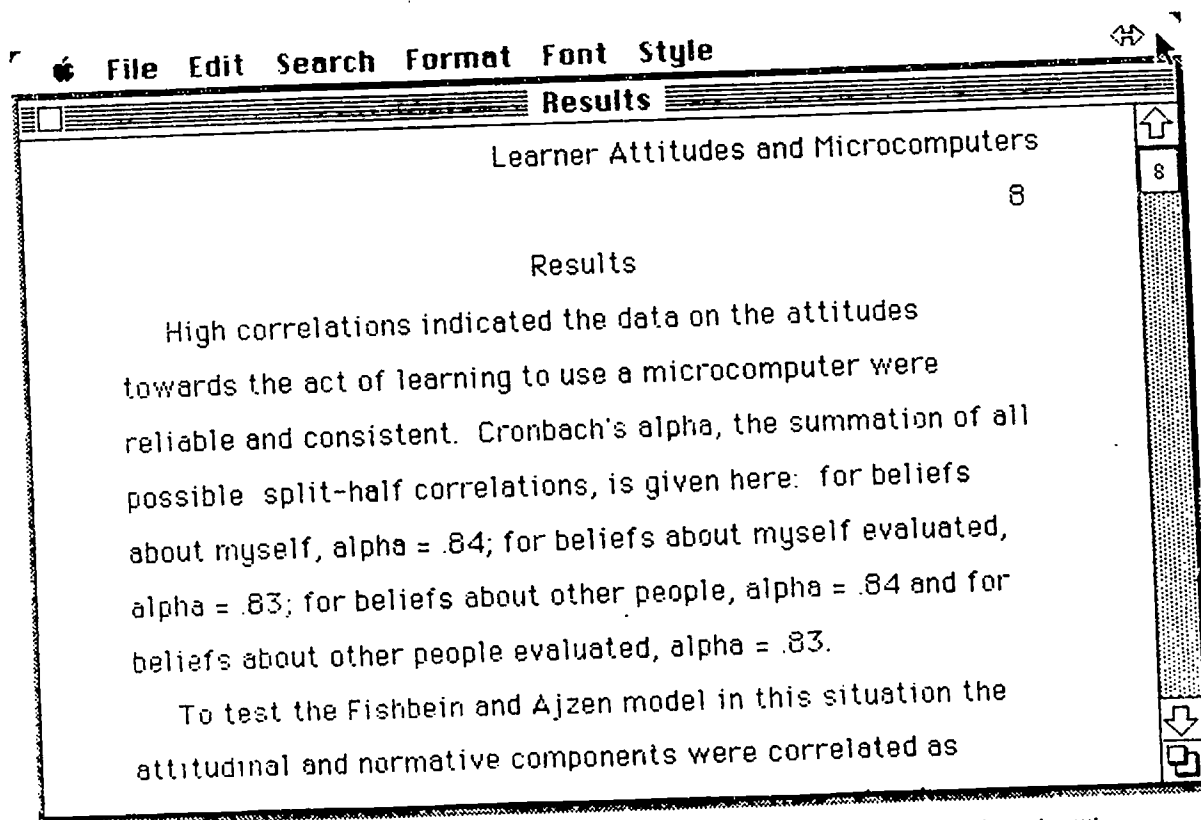 File Edit Search Format Font Style
Results
Learner Attitudes and Microcomputers
8
8
Results
High correlations indicated the data on the attitudes
towards the act of learning to use a microcomputer were
reliable and consistent. Cronbach's alpha, the summation of all
possible split-half correlations, is given here: for beliefs
about myself, alpha = .84; for beliefs about myself evaluated,
alpha = .83; for beliefs about other people, alpha = .84 and for
beliefs about other people evaluated, alpha = .83.
To test the Fishbein and Ajzen model in this situation the
attitudinal and normative components were correlated as